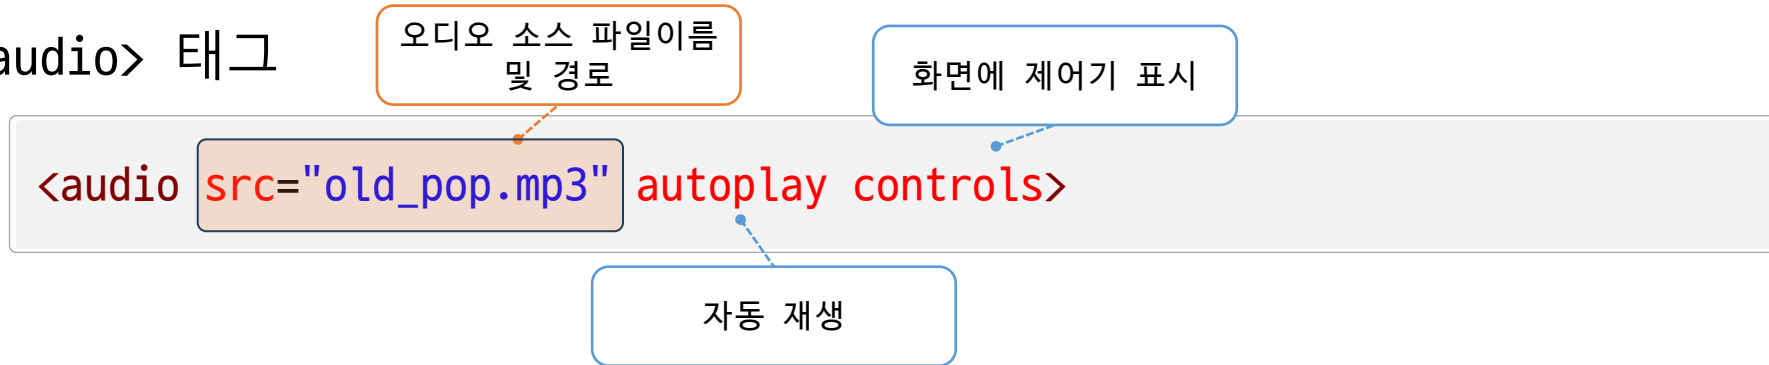 audio> 태그
오디오 소스 파일이름
및 경로
화면에 제어기 표시
<audio src="old_pop.mp3" autoplay controls>
자동 재생